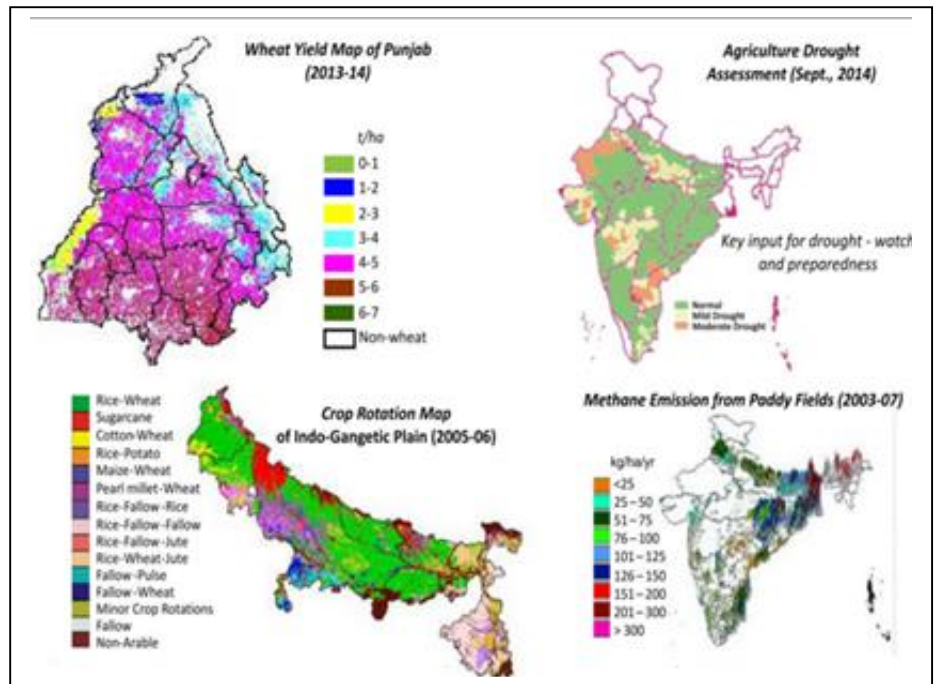 Wheat Yield Map of Punjab
(2013-14)
t/ha
0-1
1-2
2-3
3-4
4-5
5-6
6-7
Non-wheat
Agriculture Drought
Assessment (Sept., 2014)
Key input for drought - watch
and preparedness
Normal
Mild Drought
Moderate Drought
Rice-Wheat
Sugarcane
Cotton-Wheat
Rice-Potato
Maize-Wheat
Pearl millet-Wheat
Rice-Fallow-Rice
Rice-Fallow-Fallow
Rice-Fallow-Jute
Rice-Wheat-Jute
Fallow-Pulse
Fallow-Wheat
Minor Crop Rotations
Fallow
Non-Arable
Crop Rotation Map
of Indo-Gangetic Plain (2005-06)
Methane Emission from Paddy Fields (2003-07)
kg/ha/yr
<25
25 – 50
51 – 75
76 – 100
101 – 125
126 – 150
151 – 200
201 – 300
> 300